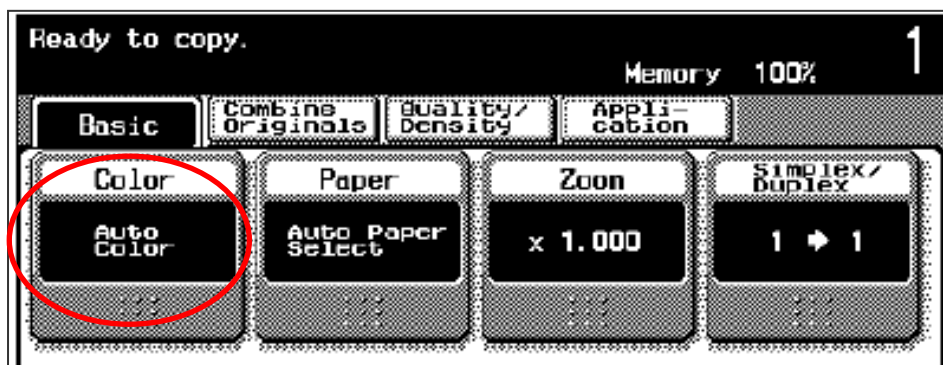 Ready to copy.
1
Memory 100%
Basic
Combine
Originals
Quality/
Density
Appli-
cation
Color
Paper
Zoon
Simplex/
Duplex
Auto
Color
Auto Paper
Select
x 1.000
1 ➔ 1